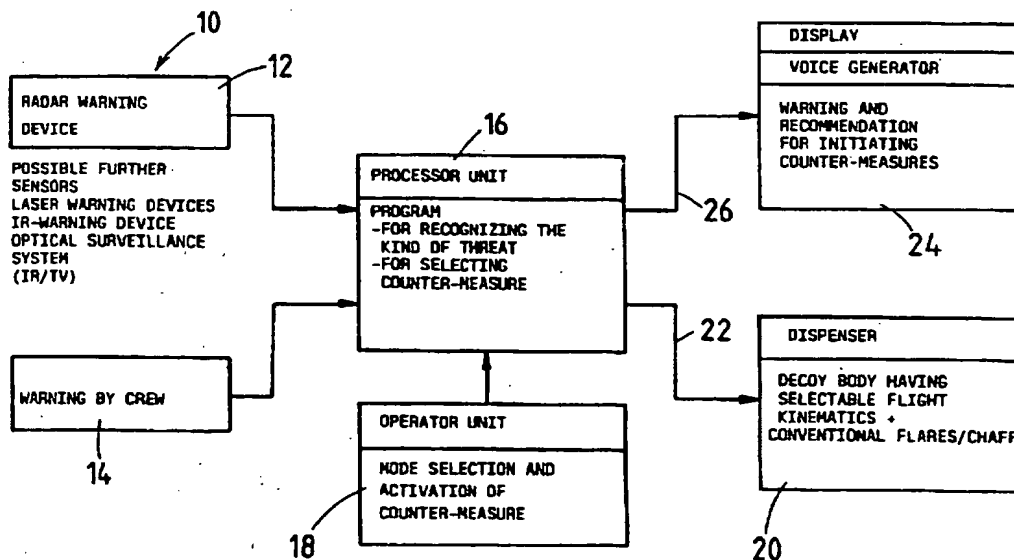 10
12
RADAR WARNING
DEVICE
POSSIBLE FURTHER
SENSORS
LASER WARNING DEVICES
IR-WARNING DEVICE
OPTICAL SURVEILLANCE
SYSTEM
(IR/TV)
WARNING BY CREW
14
16
PROCESSOR UNIT
PROGRAM
-FOR RECOGNIZING THE
KIND OF THREAT
-FOR SELECTING
COUNTER-MEASURE
OPERATOR UNIT
MODE SELECTION AND
ACTIVATION OF
COUNTER-MEASURE
18
26
22
DISPLAY
VOICE GENERATOR
WARNING AND
RECOMMENDATION
FOR INITIATING
COUNTER-MEASURES
24
DISPENSER
DECOY BODY HAVING
SELECTABLE FLIGHT
KINEMATICS +
CONVENTIONAL FLARES/CHAFF
20